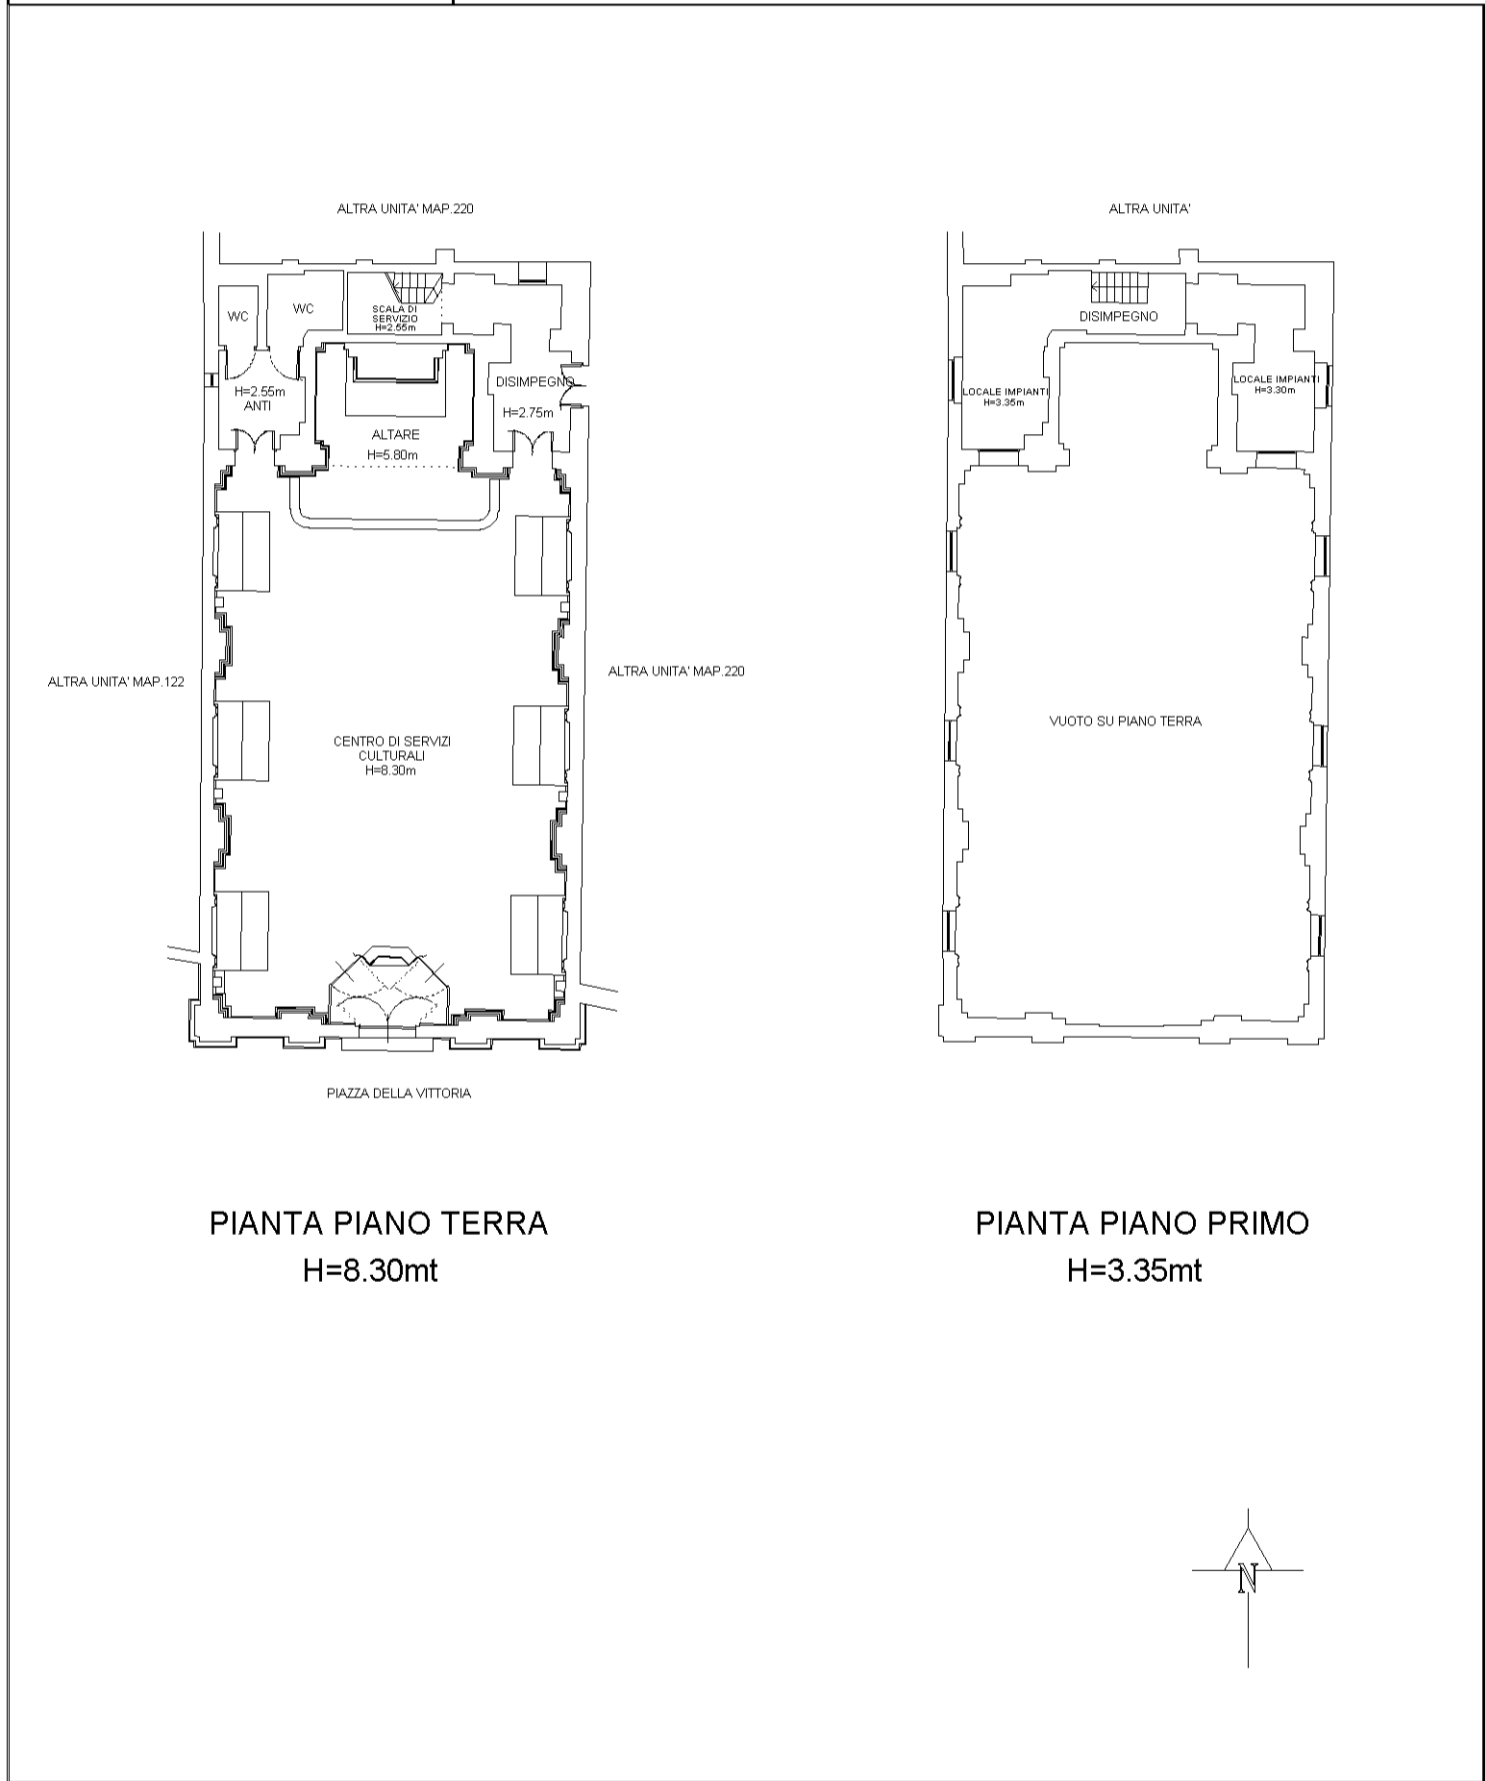 ALTRA UNITA' MAP.220
WC
WC
SCALA DI
SERVIZIO
H=2.55m
H=2.55m
ANTI
DISIMPEGNO
H=2.75m
ALTARE
H=5.80m
ALTRA UNITA' MAP.122
ALTRA UNITA' MAP.220
CENTRO DI SERVIZI
CULTURALI
H=8.30m
PIAZZA DELLA VITTORIA
PIANTA PIANO TERRA
H=8.30mt
ALTRA UNITA'
DISIMPEGNO
LOCALE IMPIANTI
H=3.35m
LOCALE IMPIANTI
H=3.30m
VUOTO SU PIANO TERRA
PIANTA PIANO PRIMO
H=3.35mt
N